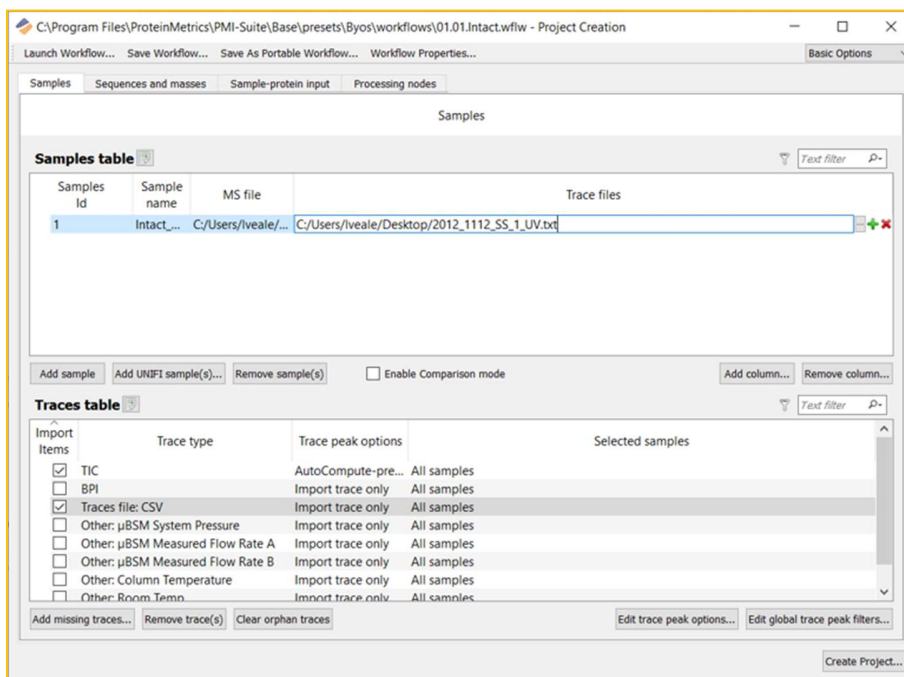 C:\Program Files\ProteinMetrics\PMI-Suite\Base\presets\Byos\workflows\01.01.Intact.wflw - Project Creation
Launch Workflow... Save Workflow... Save As Portable Workflow... Workflow Properties... Basic Options
Samples Sequences and masses Sample-protein input Processing nodes
Samples
Samples table Text filter
Samples Id Sample name MS file Trace files
1 Intact_... C:/Users/lveale/... C:/Users/lveale/Desktop/2012_1112_SS_1_UV.txt
Add sample Add UNIFI sample(s)... Remove sample(s) Enable Comparison mode Add column... Remove column...
Traces table Text filter
Import Items Trace type Trace peak options Selected samples
TIC AutoCompute-pre... All samples
BPI Import trace only All samples
Traces file: CSV Import trace only All samples
Other: µBSM System Pressure Import trace only All samples
Other: µBSM Measured Flow Rate A Import trace only All samples
Other: µBSM Measured Flow Rate B Import trace only All samples
Other: Column Temperature Import trace only All samples
Other: Room Temp Import trace only All samples
Add missing traces... Remove trace(s) Clear orphan traces Edit trace peak options... Edit global trace peak filters...
Create Project...